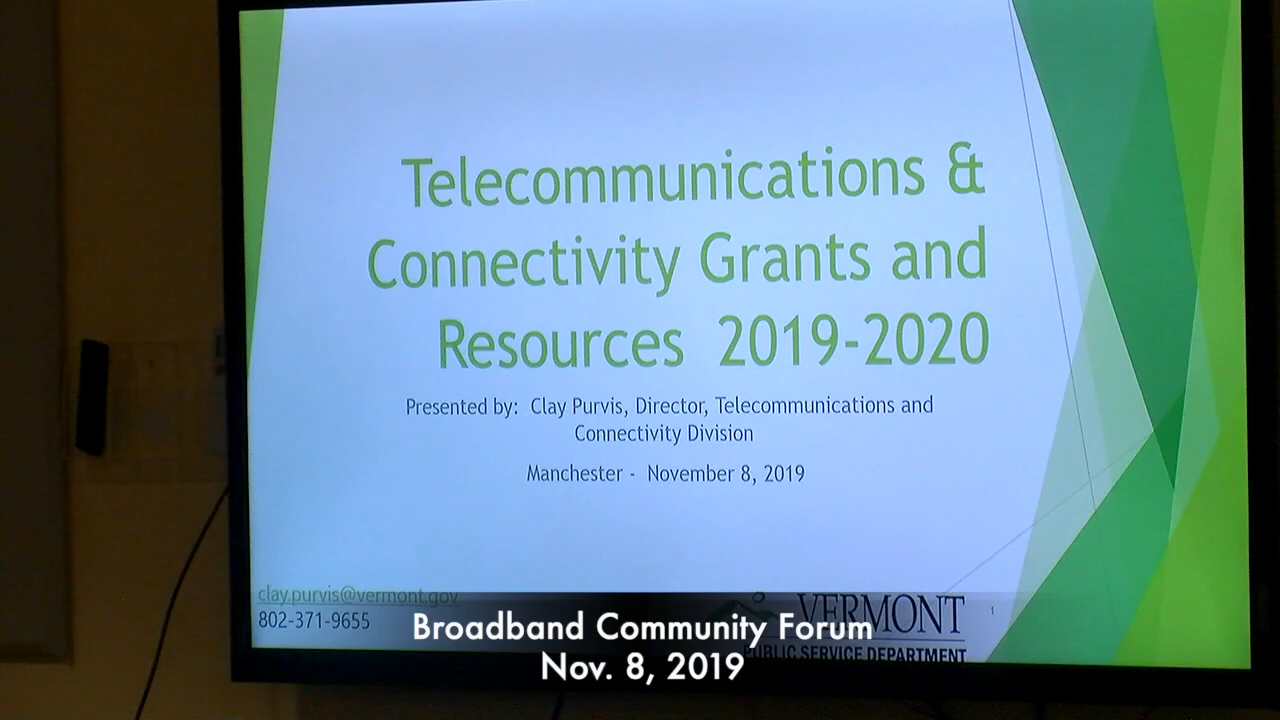 Telecommunications &
Connectivity Grants and
Resources 2019-2020
Presented by: Clay Purvis, Director, Telecommunications and
Connectivity Division
Manchester - November 8, 2019
clay.purvis@vermont.gov
802-371-9655
VERMONT
PUBLIC SERVICE DEPARTMENT
1
Broadband Community Forum
Nov. 8, 2019